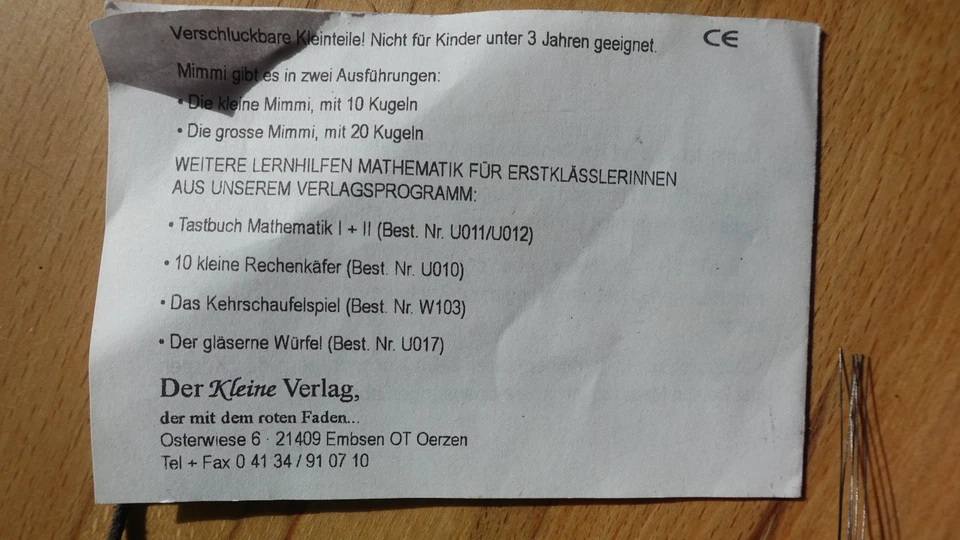 Verschluckbare Kleinteile! Nicht für Kinder unter 3 Jahren geeignet. CE
Mimmi gibt es in zwei Ausführungen:
• Die kleine Mimmi, mit 10 Kugeln
• Die grosse Mimmi, mit 20 Kugeln
WEITERE LERNHILFEN MATHEMATIK FÜR ERSTKLÄSSLERINNEN
AUS UNSEREM VERLAGSPROGRAMM:
• Tastbuch Mathematik I + II (Best. Nr. U011/U012)
• 10 kleine Rechenkäfer (Best. Nr. U010)
• Das Kehrschaufelspiel (Best. Nr. W103)
• Der gläserne Würfel (Best. Nr. U017)
Der Kleine Verlag,
der mit dem roten Faden...
Osterwiese 6 · 21409 Embsen OT Oerzen
Tel + Fax 0 41 34 / 91 07 10